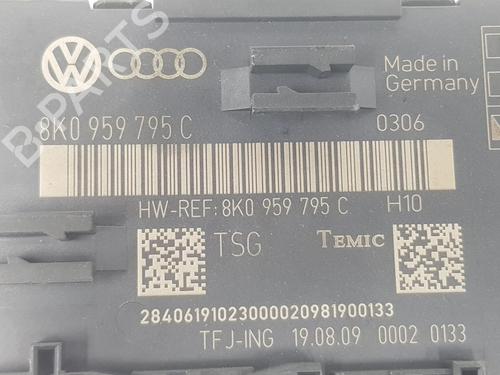 Made in
Germany
8K0 959 795 C
0306
HW-REF:8K0 959 795 C
H10
TSG
TEMIC
28406191023000020981900133
TFJ-ING 19.08.09 0002 0133